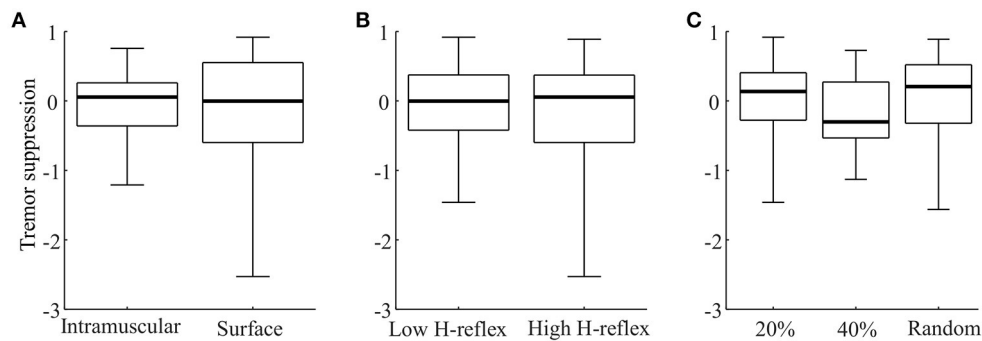 A
B
C
Tremor suppression
1
0
-1
-2
-3
Intramuscular
Surface
1
0
-1
-2
-3
Low H-reflex
High H-reflex
1
0
-1
-2
-3
20%
40%
Random